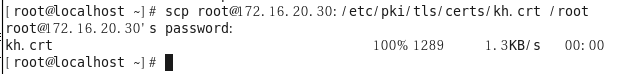 [root@localhost ~]# scp root@172.16.20.30:/etc/pki/tls/certs/kh.crt /root
root@172.16.20.30's password:
kh.crt 100% 1289 1.3KB/s 00:00
[root@localhost ~]#